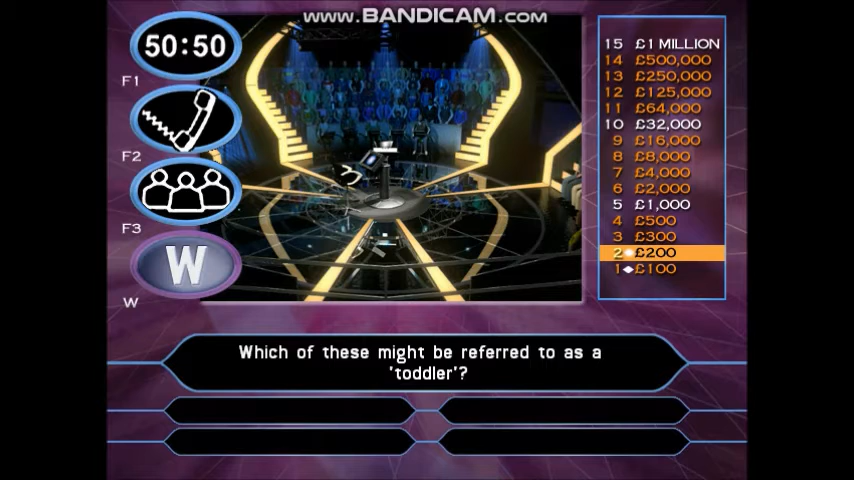 www.BANDICAM.com
50:50
F1
F2
F3
W
W
15 £1 MILLION
14 £500,000
13 £250,000
12 £125,000
11 £64,000
10 £32,000
9 £16,000
8 £8,000
7 £4,000
6 £2,000
5 £1,000
4 £500
3 £300
2 £200
1 £100
Which of these might be referred to as a
'toddler'?